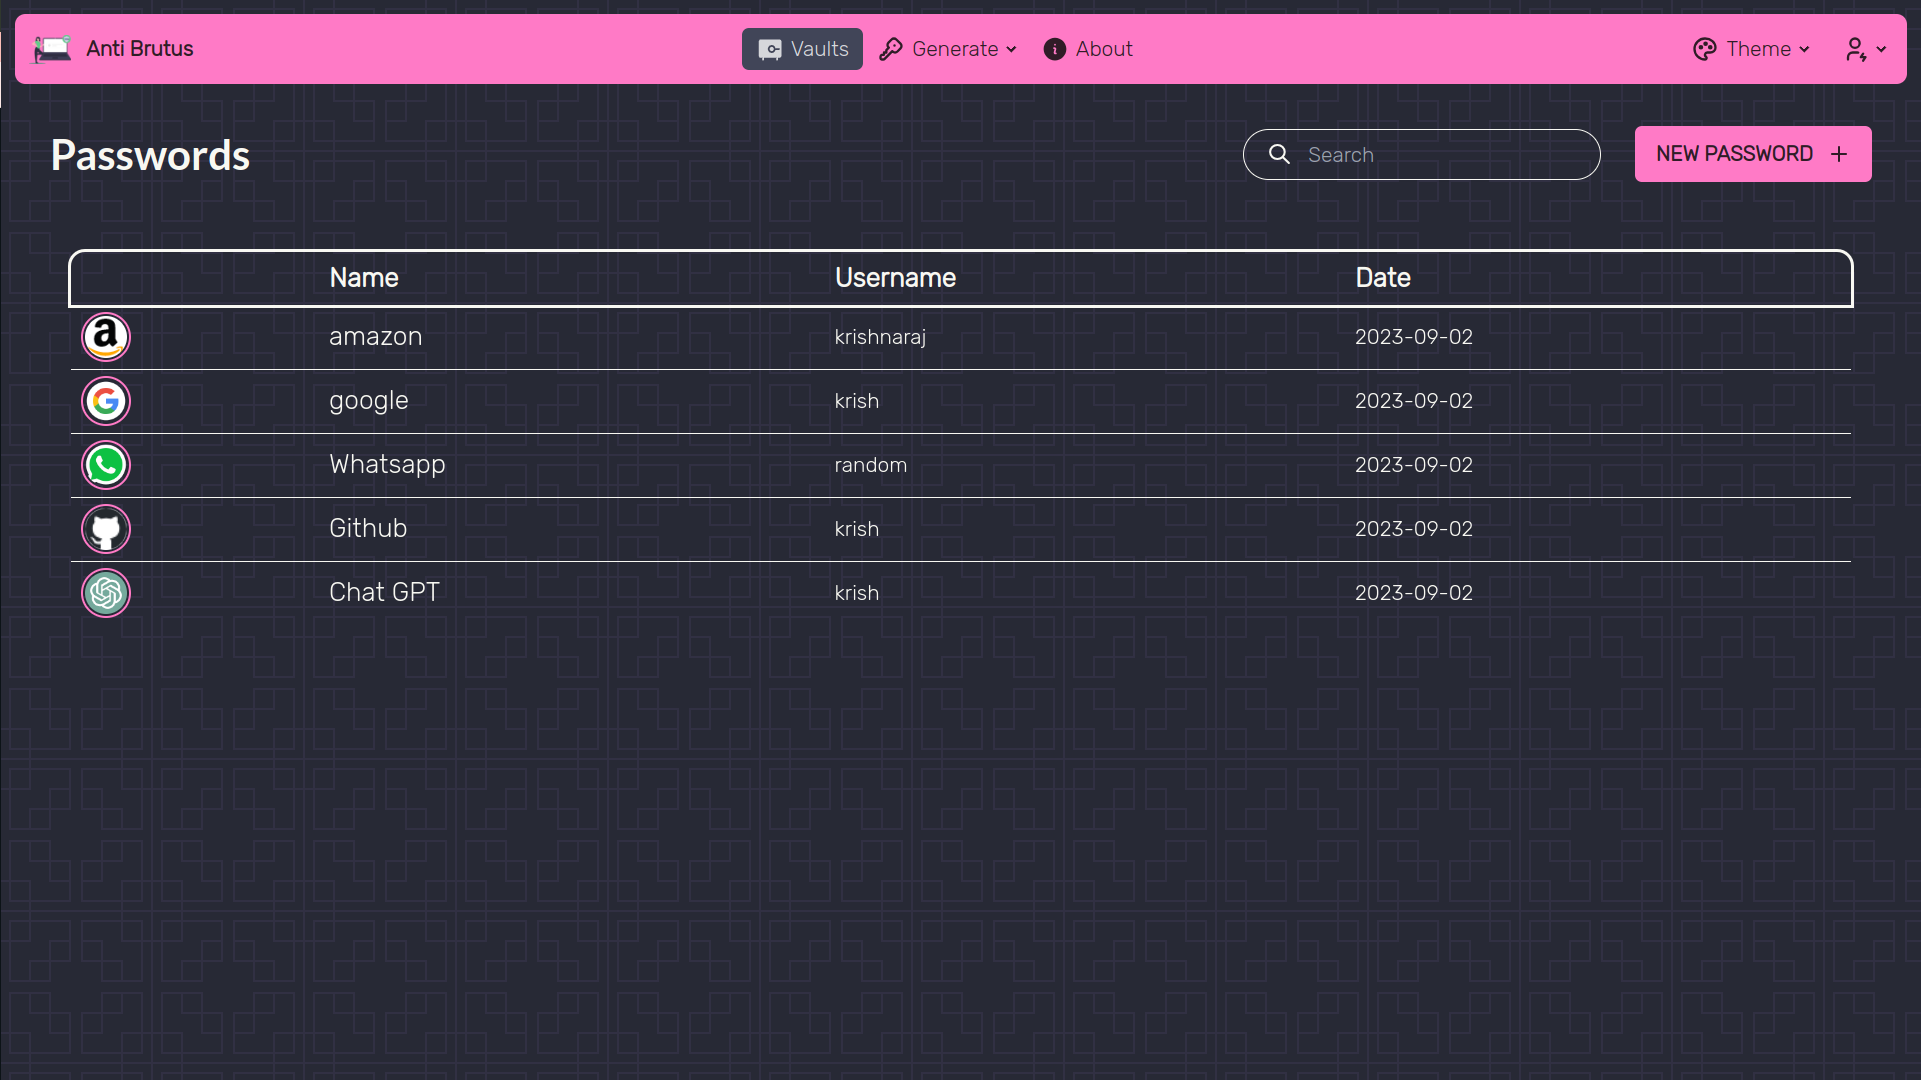 Anti Brutus
Vaults
Generate
About
Theme
Passwords
Search
NEW PASSWORD +
Name Username Date
amazon krishnaraj 2023-09-02
google krish 2023-09-02
Whatsapp random 2023-09-02
Github krish 2023-09-02
Chat GPT krish 2023-09-02